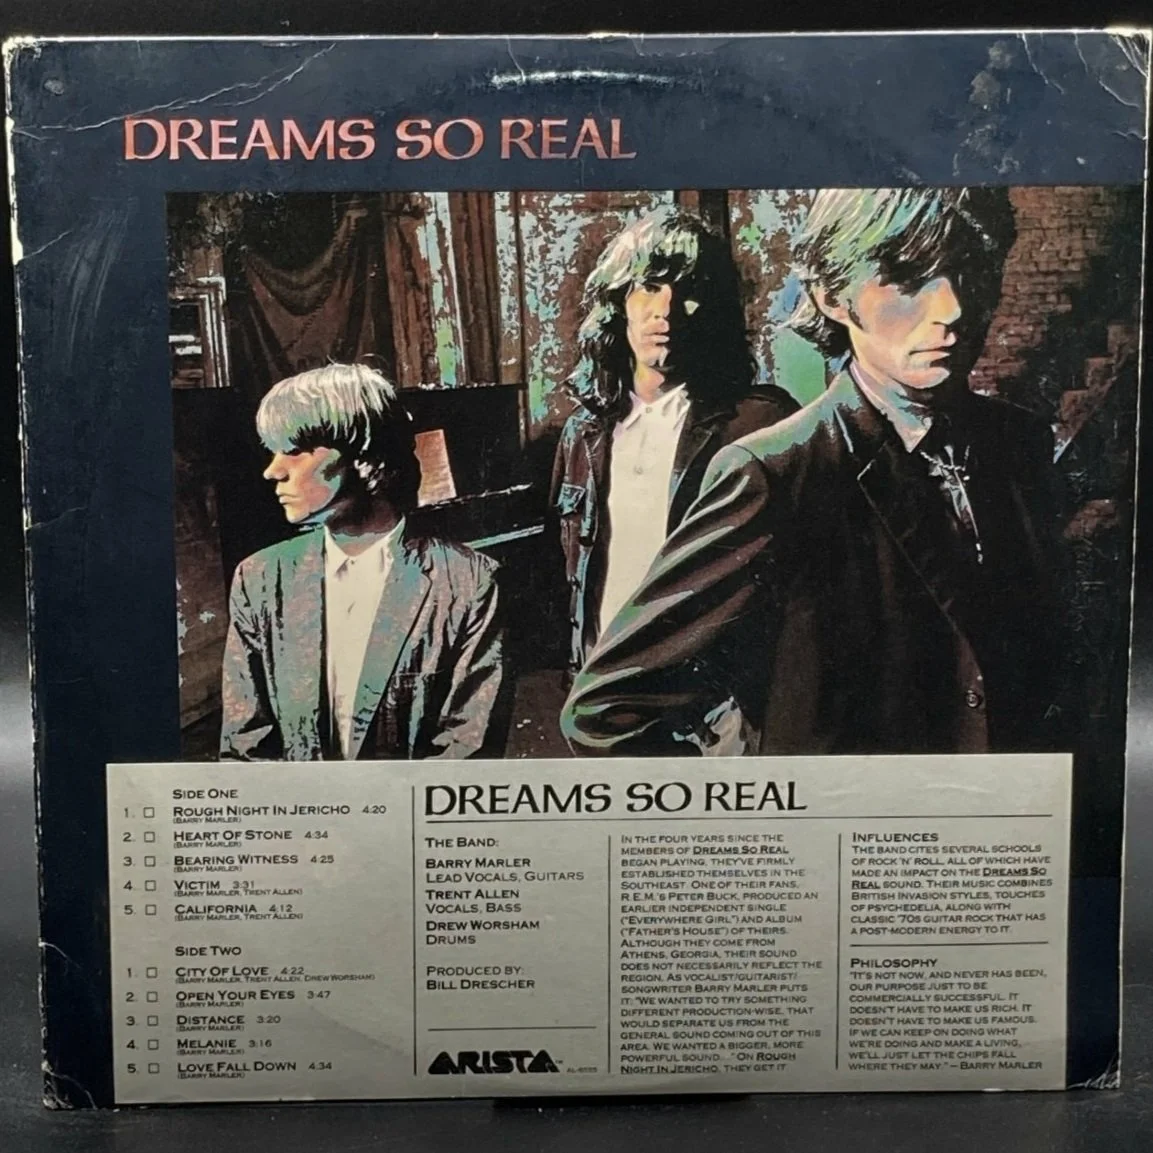 DREAMS SO REAL
SIDE ONE
1. ROUGH NIGHT IN JERICHO 4:20
(BARRY MARLER)
2. HEART OF STONE 4:34
(BARRY MARLER)
3. BEARING WITNESS 4:25
(BARRY MARLER)
4. VICTIM 3:31
(BARRY MARLER, TRENT ALLEN)
5. CALIFORNIA 4:12
(BARRY MARLER, TRENT ALLEN)
SIDE TWO
1. CITY OF LOVE 4:22
(BARRY MARLER, TRENT ALLEN, DREW WORSHAM)
2. OPEN YOUR EYES 3:47
(BARRY MARLER)
3. DISTANCE 3:20
(BARRY MARLER)
4. MELANIE 3:16
(BARRY MARLER)
5. LOVE FALL DOWN 4:34
(BARRY MARLER)
DREAMS SO REAL
THE BAND:
BARRY MARLER
LEAD VOCALS, GUITARS
TRENT ALLEN
VOCALS, BASS
DREW WORSHAM
DRUMS
PRODUCED BY:
BILL DRESCHER
ARISTA™
IN THE FOUR YEARS SINCE THE
MEMBERS OF DREAMS SO REAL
BEGAN PLAYING, THEY'VE FIRMLY
ESTABLISHED THEMSELVES IN THE
SOUTHEAST. ONE OF THEIR FANS,
R.E.M.'S PETER BUCK, PRODUCED AN
EARLIER INDEPENDENT SINGLE
("EVERYWHERE GIRL") AND ALBUM
("FATHER'S HOUSE") OF THEIRS.
ALTHOUGH THEY COME FROM
ATHENS, GEORGIA, THEIR SOUND
DOES NOT NECESSARILY REFLECT THE
REGION. AS VOCALIST/GUITARIST/
SONGWRITER BARRY MARLER PUTS
IT: "WE WANTED TO TRY SOMETHING
DIFFERENT PRODUCTION-WISE, THAT
WOULD SEPARATE US FROM THE
GENERAL SOUND COMING OUT OF THIS
AREA. WE WANTED A BIGGER, MORE
POWERFUL SOUND..." ON ROUGH
NIGHT IN JERICHO, THEY GET IT
INFLUENCES
THE BAND CITES SEVERAL SCHOOLS
OF ROCK 'N' ROLL, ALL OF WHICH HAVE
MADE AN IMPACT ON THE DREAMS SO
REAL SOUND. THEIR MUSIC COMBINES
BRITISH INVASION STYLES, TOUCHES
OF PSYCHEDELIA, ALONG WITH
CLASSIC '70S GUITAR ROCK THAT HAS
A POST-MODERN ENERGY TO IT.
PHILOSOPHY
"IT'S NOT NOW, AND NEVER HAS BEEN,
OUR PURPOSE JUST TO BE
COMMERCIALLY SUCCESSFUL. IT
DOESN'T HAVE TO MAKE US RICH. IT
DOESN'T HAVE TO MAKE US FAMOUS.
IF WE CAN KEEP ON DOING WHAT
WE'RE DOING AND MAKE A LIVING,
WE'LL JUST LET THE CHIPS FALL
WHERE THEY MAY." — BARRY MARLER